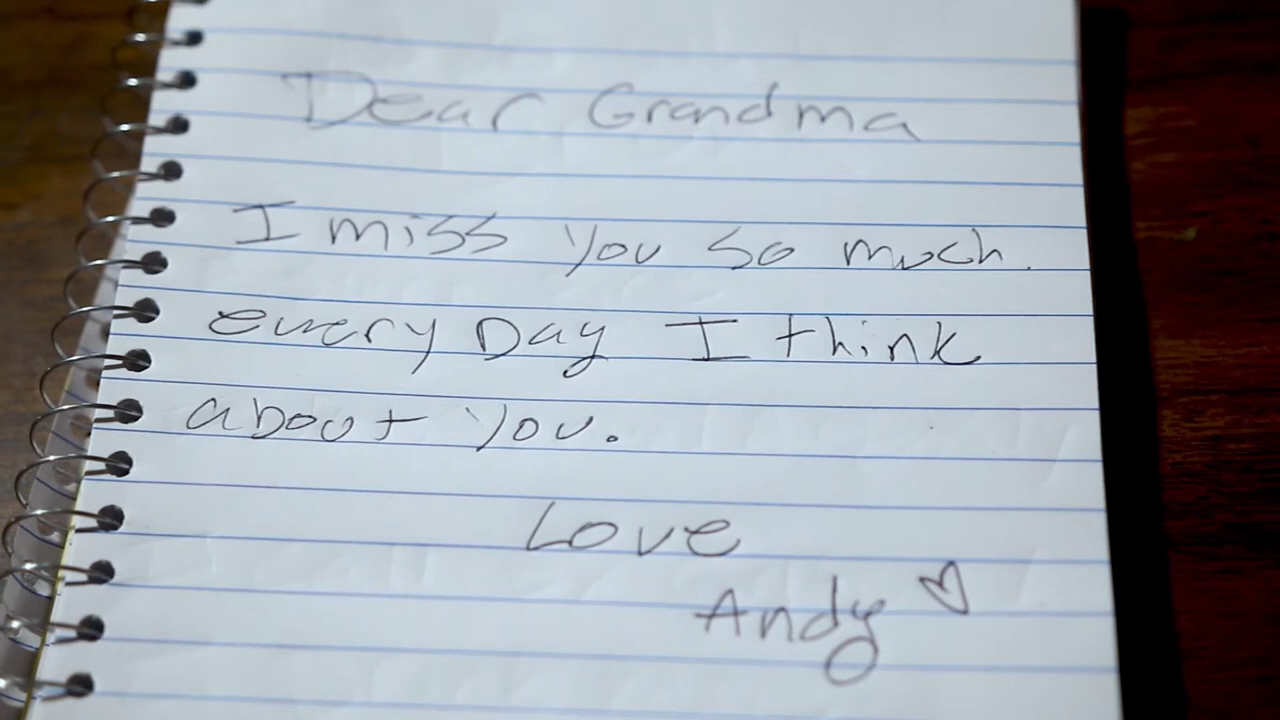 Dear Grandma
I miss you so much.
every Day I think
about you.
Love
Andy ♡